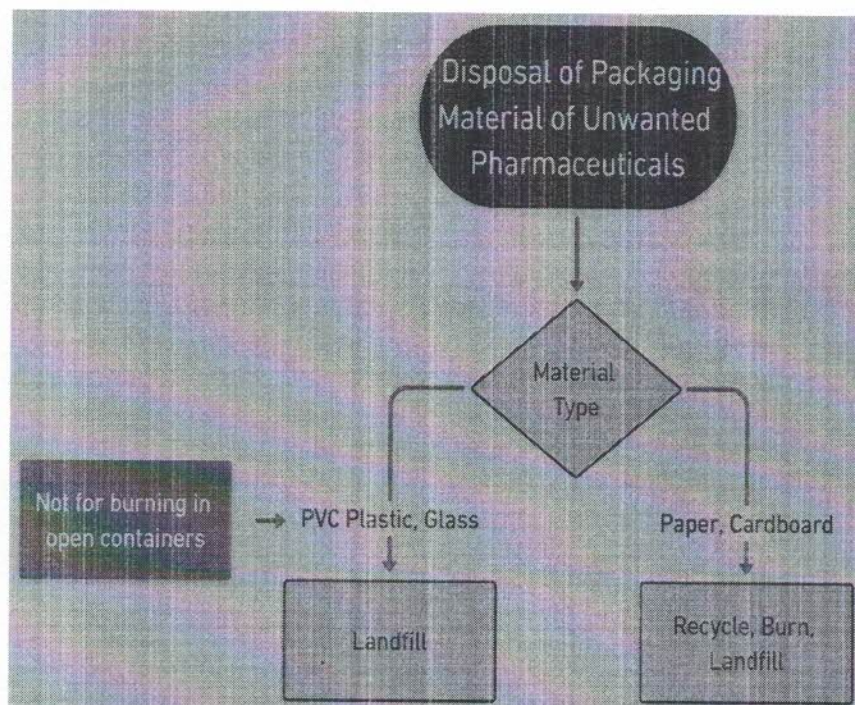 Disposal of Packaging
Material of Unwanted
Pharmaceuticals
Material
Type
Not for burning in
open containers
PVC Plastic, Glass
Paper, Cardboard
Landfill
Recycle, Burn,
Landfill